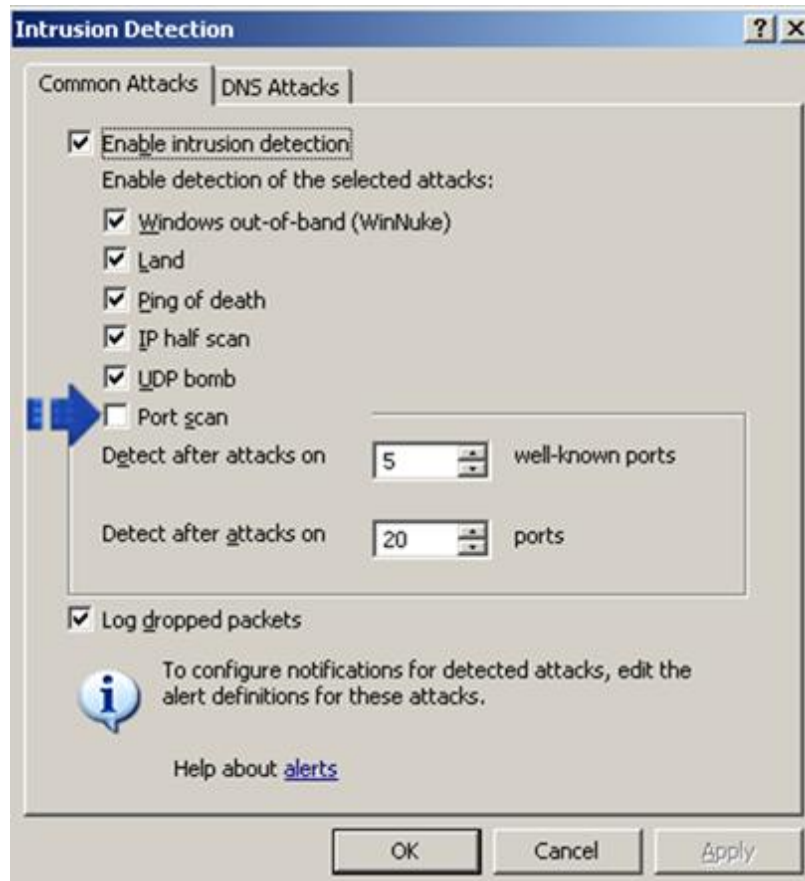 Intrusion Detection
Common Attacks
DNS Attacks
Enable intrusion detection
Enable detection of the selected attacks:
Windows out-of-band (WinNuke)
Land
Ping of death
IP half scan
UDP bomb
Port scan
Detect after attacks on 5 well-known ports
Detect after attacks on 20 ports
Log dropped packets
To configure notifications for detected attacks, edit the
alert definitions for these attacks.
Help about alerts
OK Cancel Apply